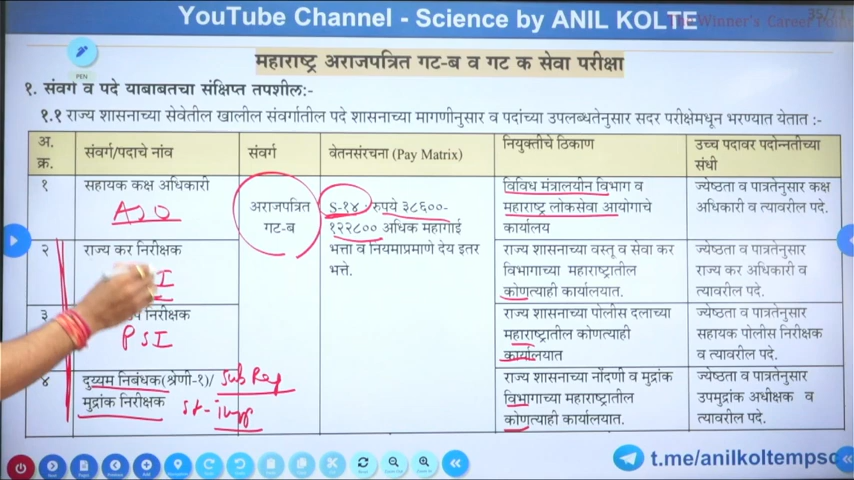 YouTube Channel - Science by ANIL KOLTE
The Winner's Career Point
PEN
महाराष्ट्र अराजपत्रित गट-ब व गट क सेवा परीक्षा
१. संवर्ग व पदे याबाबतचा संक्षिप्त तपशील:-
१.१ राज्य शासनाच्या सेवेतील खालील संवर्गातील पदे शासनाच्या मागणीनुसार व पदांच्या उपलब्धतेनुसार सदर परीक्षेमधून भरण्यात येतात :-
अ. क्र. संवर्ग/पदाचे नांव संवर्ग वेतनसंरचना (Pay Matrix) नियुक्तीचे ठिकाण उच्च पदावर पदोन्नतीच्या
संधी
१ सहायक कक्ष अधिकारी
ASO
अराजपत्रित
गट-ब
S-१४ : रुपये ३८६००-
१२२८०० अधिक महागाई
भत्ता व नियमाप्रमाणे देय इतर
भत्ते.
विविध मंत्रालयीन विभाग व
महाराष्ट्र लोकसेवा आयोगाचे
कार्यालय
ज्येष्ठता व पात्रतेनुसार कक्ष
अधिकारी व त्यावरील पदे.
२ राज्य कर निरीक्षक
I
राज्य शासनाच्या वस्तू व सेवा कर
विभागाच्या महाराष्ट्रातील
कोणत्याही कार्यालयात.
ज्येष्ठता व पात्रतेनुसार
राज्य कर अधिकारी व
त्यावरील पदे.
३ निरीक्षक
PSI
राज्य शासनाच्या पोलीस दलाच्या
महाराष्ट्रातील कोणत्याही
कार्यालयात
ज्येष्ठता व पात्रतेनुसार
सहायक पोलीस निरीक्षक
व त्यावरील पदे.
४ दुय्यम निबंधक(श्रेणी-१)/
मुद्रांक निरीक्षक
Sub Reg
राज्य शासनाच्या नोंदणी व मुद्रांक
विभागाच्या महाराष्ट्रातील
कोणत्याही कार्यालयात.
ज्येष्ठता व पात्रतेनुसार
उपमुद्रांक अधीक्षक व
त्यावरील पदे.
t.me/anilkoltempsc